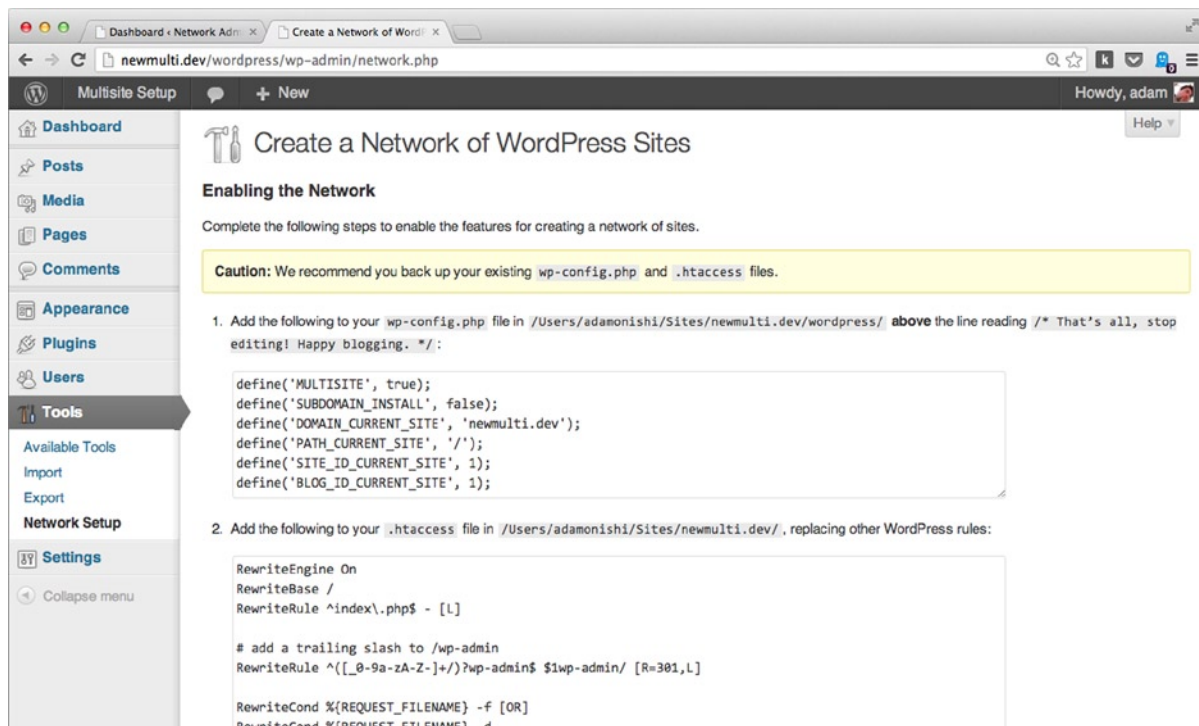 Dashboard ‹ Network Adm
Create a Network of WordP
newmulti.dev/wordpress/wp-admin/network.php
k
0
Multisite Setup
+ New
Howdy, adam
Help
Dashboard
Posts
Media
Pages
Comments
Appearance
Plugins
Users
Tools
Available Tools
Import
Export
Network Setup
Settings
Collapse menu
Create a Network of WordPress Sites
Enabling the Network
Complete the following steps to enable the features for creating a network of sites.
Caution: We recommend you back up your existing wp-config.php and .htaccess files.
1. Add the following to your wp-config.php file in /Users/adamonishi/Sites/newmulti.dev/wordpress/ above the line reading /* That's all, stop
editing! Happy blogging. */:
define('MULTISITE', true);
define('SUBDOMAIN_INSTALL', false);
define('DOMAIN_CURRENT_SITE', 'newmulti.dev');
define('PATH_CURRENT_SITE', '/');
define('SITE_ID_CURRENT_SITE', 1);
define('BLOG_ID_CURRENT_SITE', 1);
2. Add the following to your .htaccess file in /Users/adamonishi/Sites/newmulti.dev/, replacing other WordPress rules:
RewriteEngine On
RewriteBase /
RewriteRule ^index\.php$ - [L]
# add a trailing slash to /wp-admin
RewriteRule ^([_0-9a-zA-Z-]+/)?wp-admin$ $1wp-admin/ [R=301,L]
RewriteCond %{REQUEST_FILENAME} -f [OR]
RewriteCond %{REQUEST_FILENAME} -d